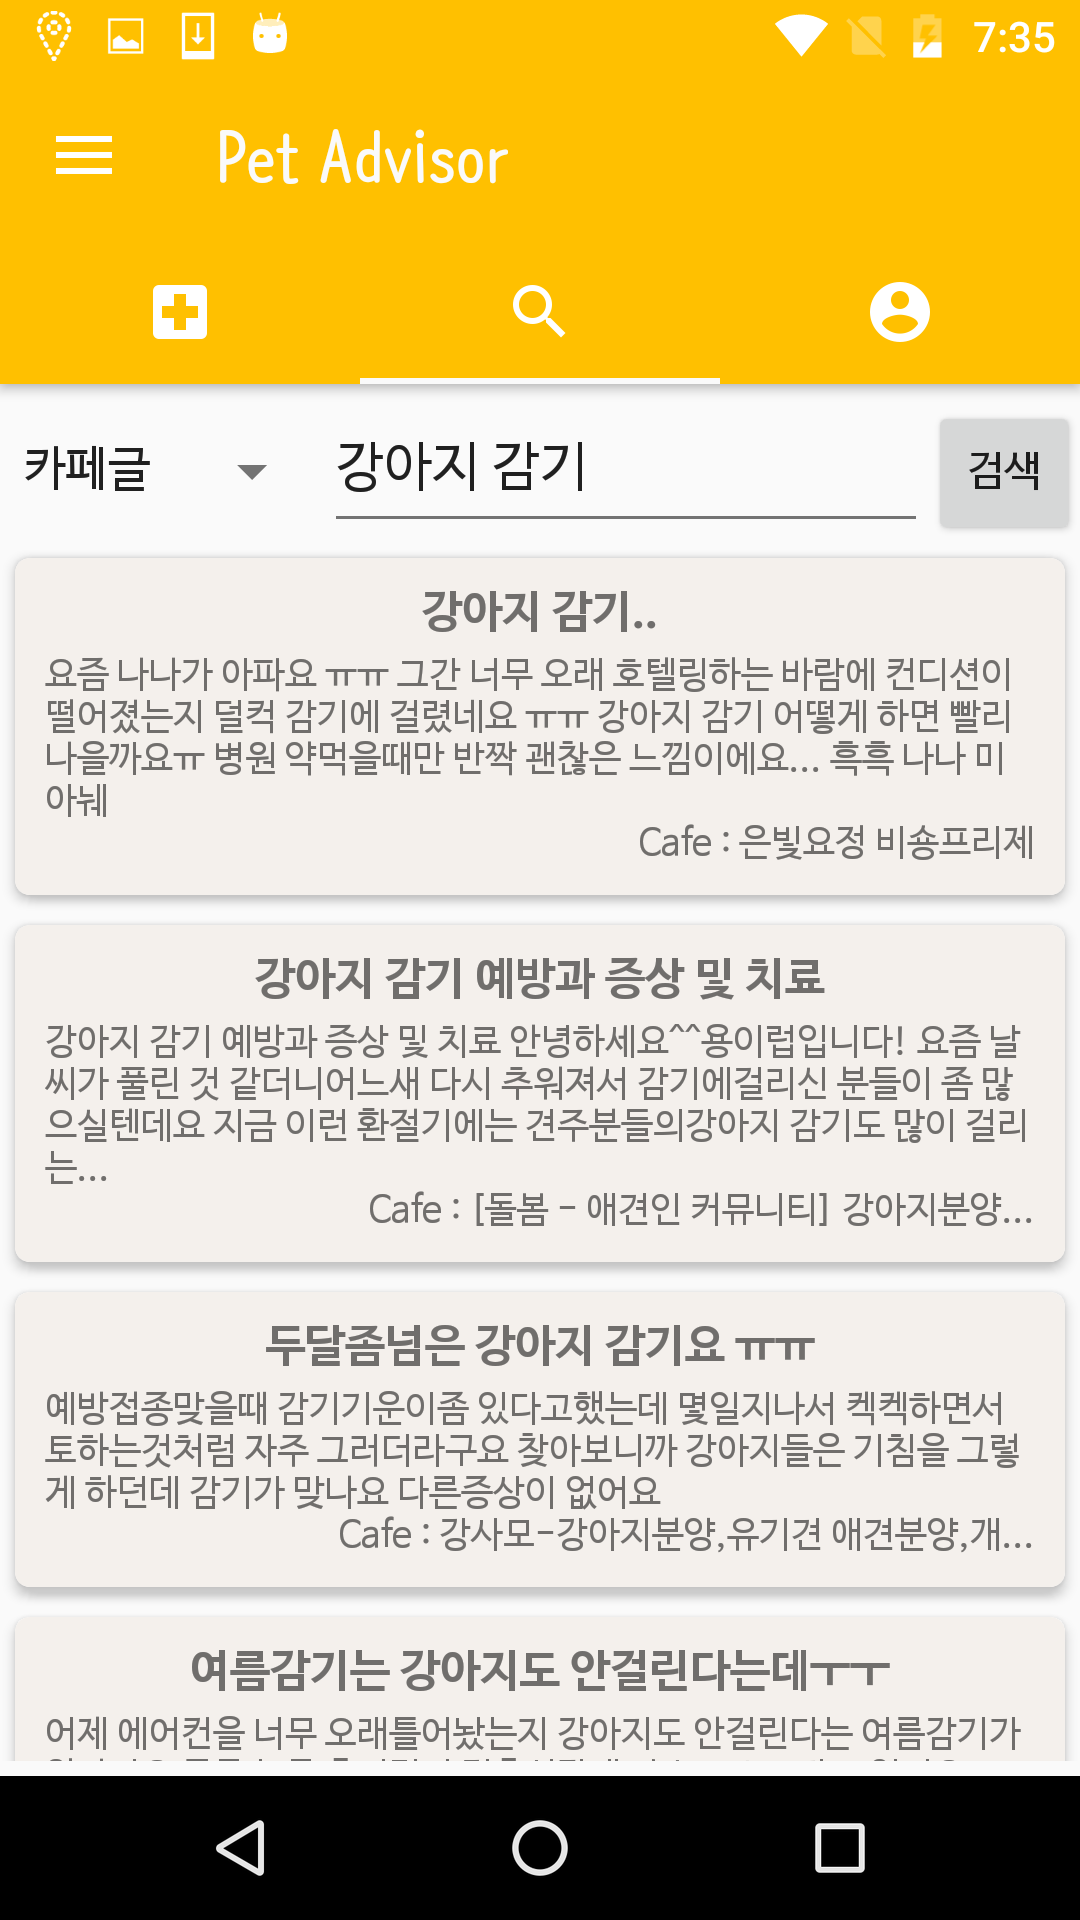 7:35
Pet Advisor
카페글
강아지 감기
검색
강아지 감기..
요즘 나나가 아파요 ㅠㅠ 그간 너무 오래 호텔링하는 바람에 컨디션이
떨어졌는지 덜컥 감기에 걸렸네요 ㅠㅠ 강아지 감기 어떻게 하면 빨리
나을까요ㅠ 병원 약먹을때만 반짝 괜찮은 느낌이에요... 흑흑 나나 미
아눼
Cafe : 은빛요정 비숑프리제
강아지 감기 예방과 증상 및 치료
강아지 감기 예방과 증상 및 치료 안녕하세요^^용이럽입니다! 요즘 날
씨가 풀린 것 같더니어느새 다시 추워져서 감기에걸리신 분들이 좀 많
으실텐데요 지금 이런 환절기에는 견주분들의강아지 감기도 많이 걸리
는...
Cafe : [돌봄 - 애견인 커뮤니티] 강아지분양...
두달좀넘은 강아지 감기요 ㅠㅠ
예방접종맞을때 감기기운이좀 있다고했는데 몇일지나서 켁켁하면서
토하는것처럼 자주 그러더라구요 찾아보니까 강아지들은 기침을 그렇
게 하던데 감기가 맞나요 다른증상이 없어요
Cafe : 강사모-강아지분양,유기견 애견분양,개...
여름감기는 강아지도 안걸린다는데ㅜㅜ
어제 에어컨을 너무 오래틀어놨는지 강아지도 안걸린다는 여름감기가